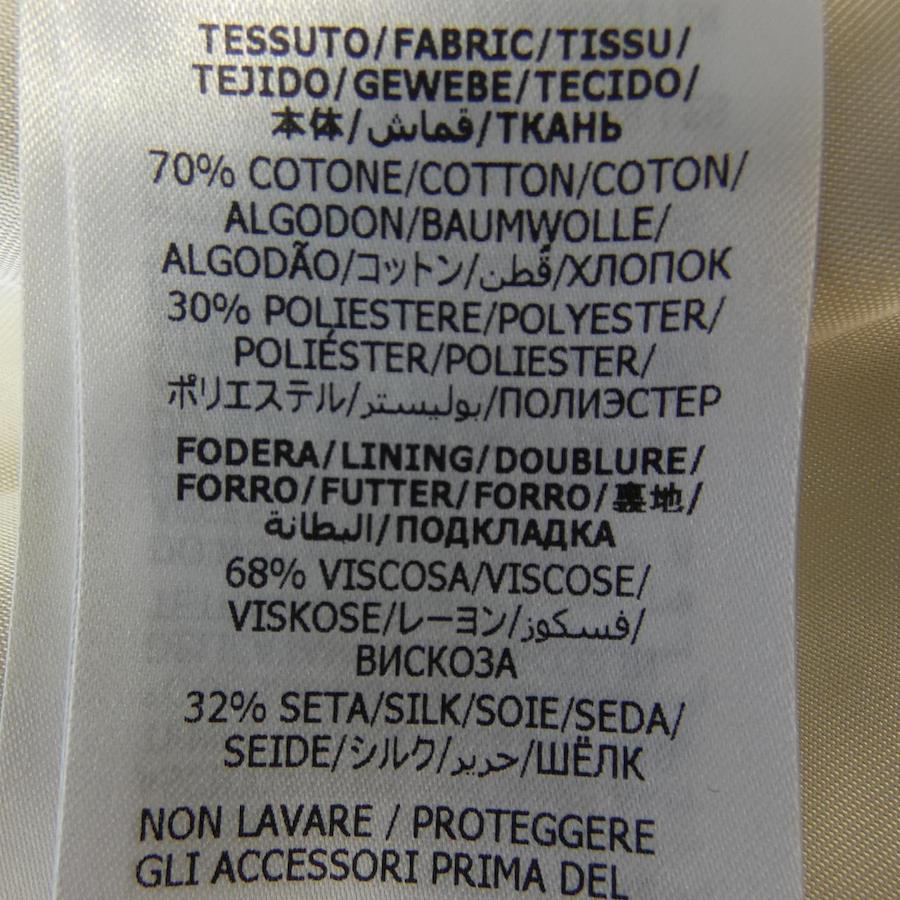 TESSUTO/FABRIC/TISSU/
TEJIDO/GEWEBE/TECIDO/
本体/قماش/ТКАНЬ
70% COTONE/COTTON/COTON/
ALGODON/BAUMWOLLE/
ALGODÃO/コットン/قطن/ХЛОПОК
30% POLIESTERE/POLYESTER/
POLIÉSTER/POLIESTER/
ポリエステル/بوليستر/ПОЛИЭСТЕР
FODERA/LINING/DOUBLURE/
FORRO/FUTTER/FORRO/裏地/
البطانة/ПОДКЛАДКА
68% VISCOSA/VISCOSE/
VISKOSE/レーヨン/فسكوز/
ВИСКОЗА
32% SETA/SILK/SOIE/SEDA/
SEIDE/シルク/حرير/ШЁЛК
NON LAVARE / PROTEGGERE
GLI ACCESSORI PRIMA DEL